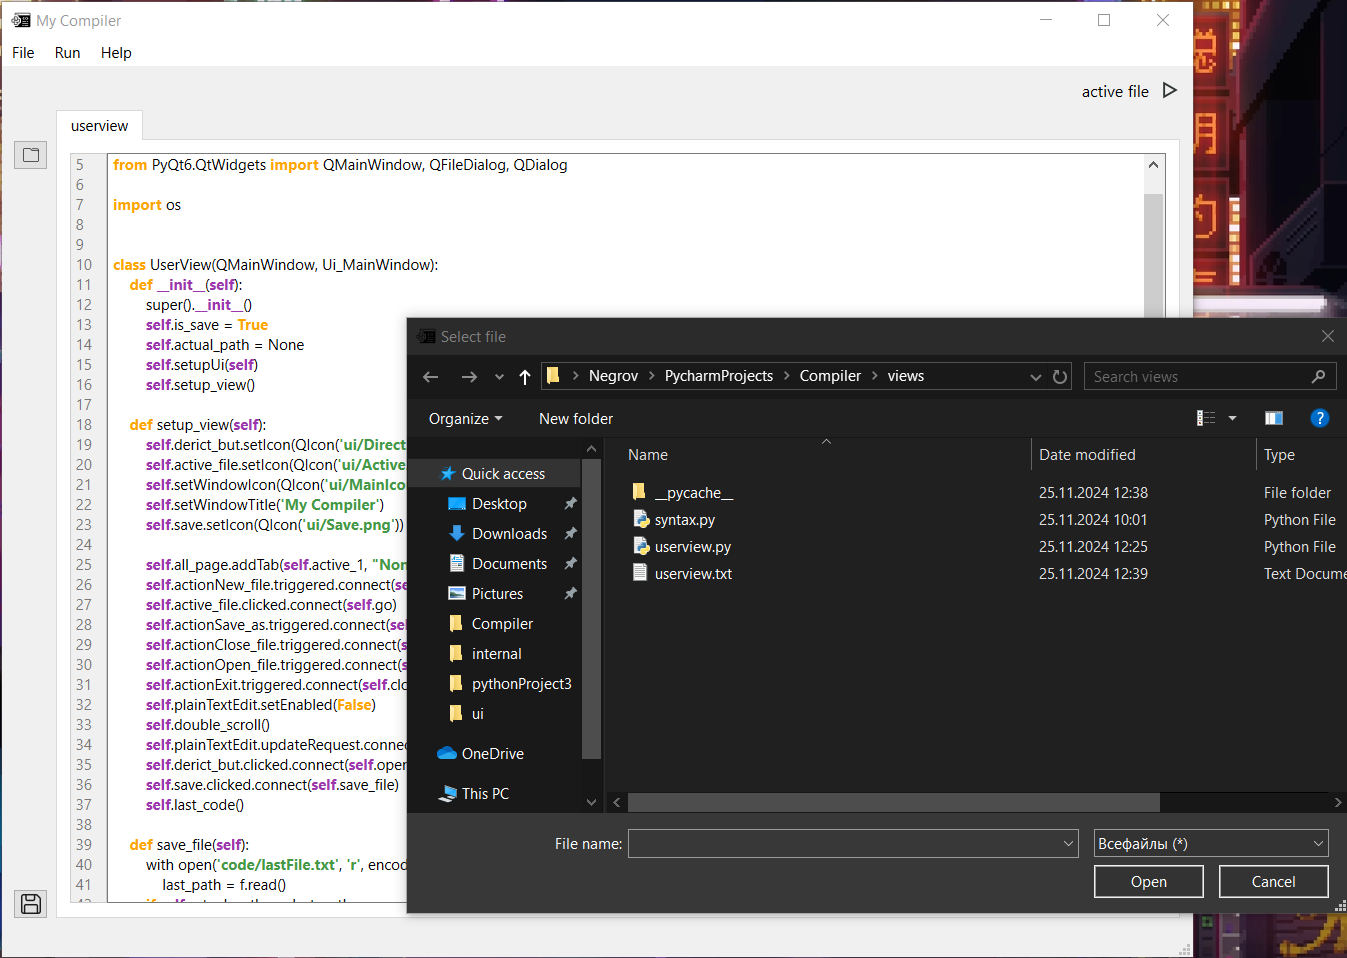 My Compiler
File Run Help
active file
userview
5 from PyQt6.QtWidgets import QMainWindow, QFileDialog, QDialog
6
7 import os
8
9
10 class UserView(QMainWindow, Ui_MainWindow):
11 def __init__(self):
12 super().__init__()
13 self.is_save = True
14 self.actual_path = None
15 self.setupUi(self)
16 self.setup_view()
17
18 def setup_view(self):
19 self.derict_but.setIcon(QIcon('ui/Direct
20 self.active_file.setIcon(QIcon('ui/Active.
21 self.setWindowIcon(QIcon('ui/MainIco
22 self.setWindowTitle('My Compiler')
23 self.save.setIcon(QIcon('ui/Save.png'))
24
25 self.all_page.addTab(self.active_1, "Non
26 self.actionNew_file.triggered.connect(se
27 self.active_file.clicked.connect(self.go)
28 self.actionSave_as.triggered.connect(sel
29 self.actionClose_file.triggered.connect(s
30 self.actionOpen_file.triggered.connect(s
31 self.actionExit.triggered.connect(self.clo
32 self.plainTextEdit.setEnabled(False)
33 self.double_scroll()
34 self.plainTextEdit.updateRequest.connec
35 self.derict_but.clicked.connect(self.oper
36 self.save.clicked.connect(self.save_file)
37 self.last_code()
38
39 def save_file(self):
40 with open('code/lastFile.txt', 'r', encod
41 last_path = f.read()
Select file
Negrov > PycharmProjects > Compiler > views
Search views
Organize New folder
Name Date modified Type
Quick access
Desktop
Downloads
Documents
Pictures
Compiler
internal
pythonProject3
ui
OneDrive
This PC
__pycache__ 25.11.2024 12:38 File folder
syntax.py 25.11.2024 10:01 Python File
userview.py 25.11.2024 12:25 Python File
userview.txt 25.11.2024 12:39 Text Docume
File name:
Всефайлы (*)
Open Cancel